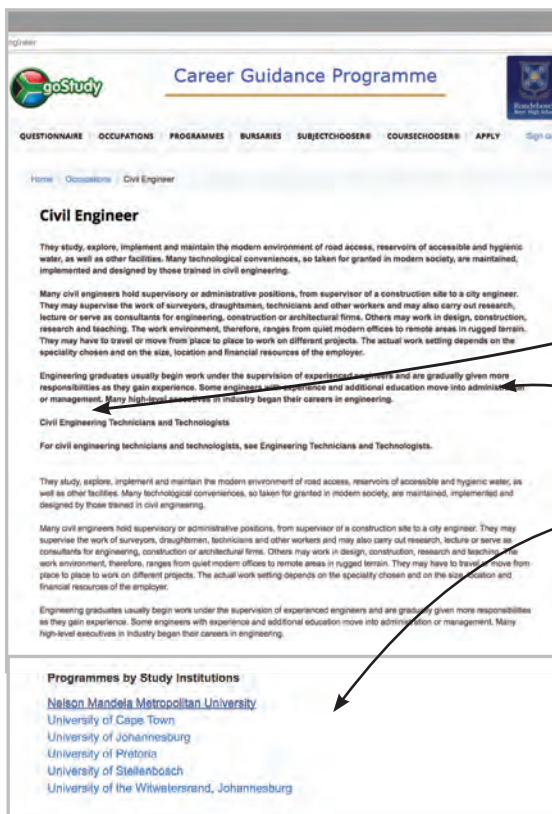 ngineer
goStudy
Career Guidance Programme
QUESTIONNAIRE OCCUPATIONS PROGRAMMES BURSARIES SUBJECTCHOOSER® COURSECHOOSER® APPLY Sign ou
Home Occupations Civil Engineer
Civil Engineer
They study, explore, implement and maintain the modern environment of road access, reservoirs of accessible and hygienic
water, as well as other facilities. Many technological conveniences, so taken for granted in modern society, are maintained,
implemented and designed by those trained in civil engineering.
Many civil engineers hold supervisory or administrative positions, from supervisor of a construction site to a city engineer.
They may supervise the work of surveyors, draughtsmen, technicians and other workers and may also carry out research,
lecture or serve as consultants for engineering, construction or architectural firms. Others may work in design, construction,
research and teaching. The work environment, therefore, ranges from quiet modern offices to remote areas in rugged terrain.
They may have to travel or move from place to place to work on different projects. The actual work setting depends on the
speciality chosen and on the size, location and financial resources of the employer.
Engineering graduates usually begin work under the supervision of experienced engineers and are gradually given more
responsibilities as they gain experience. Some engineers with experience and additional education move into administration
or management. Many high-level executives in industry began their careers in engineering.
Civil Engineering Technicians and Technologists
For civil engineering technicians and technologists, see Engineering Technicians and Technologists.
They study, explore, implement and maintain the modern environment of road access, reservoirs of accessible and hygienic water, as
well as other facilities. Many technological conveniences, so taken for granted in modern society, are maintained, implemented and
designed by those trained in civil engineering.
Many civil engineers hold supervisory or administrative positions, from supervisor of a construction site to a city engineer. They may
supervise the work of surveyors, draughtsmen, technicians and other workers and may also carry out research, lecture or serve as
consultants for engineering, construction or architectural firms. Others may work in design, construction, research and teaching. The
work environment, therefore, ranges from quiet modern offices to remote areas in rugged terrain. They may have to travel or move from
place to place to work on different projects. The actual work setting depends on the speciality chosen and on the size, location and
financial resources of the employer.
Engineering graduates usually begin work under the supervision of experienced engineers and are gradually given more responsibilities
as they gain experience. Some engineers with experience and additional education move into administration or management. Many
high-level executives in industry began their careers in engineering.
Programmes by Study Institutions
Nelson Mandela Metropolitan University
University of Cape Town
University of Johannesburg
University of Pretoria
University of Stellenbosch
University of the Witwatersrand, Johannesburg